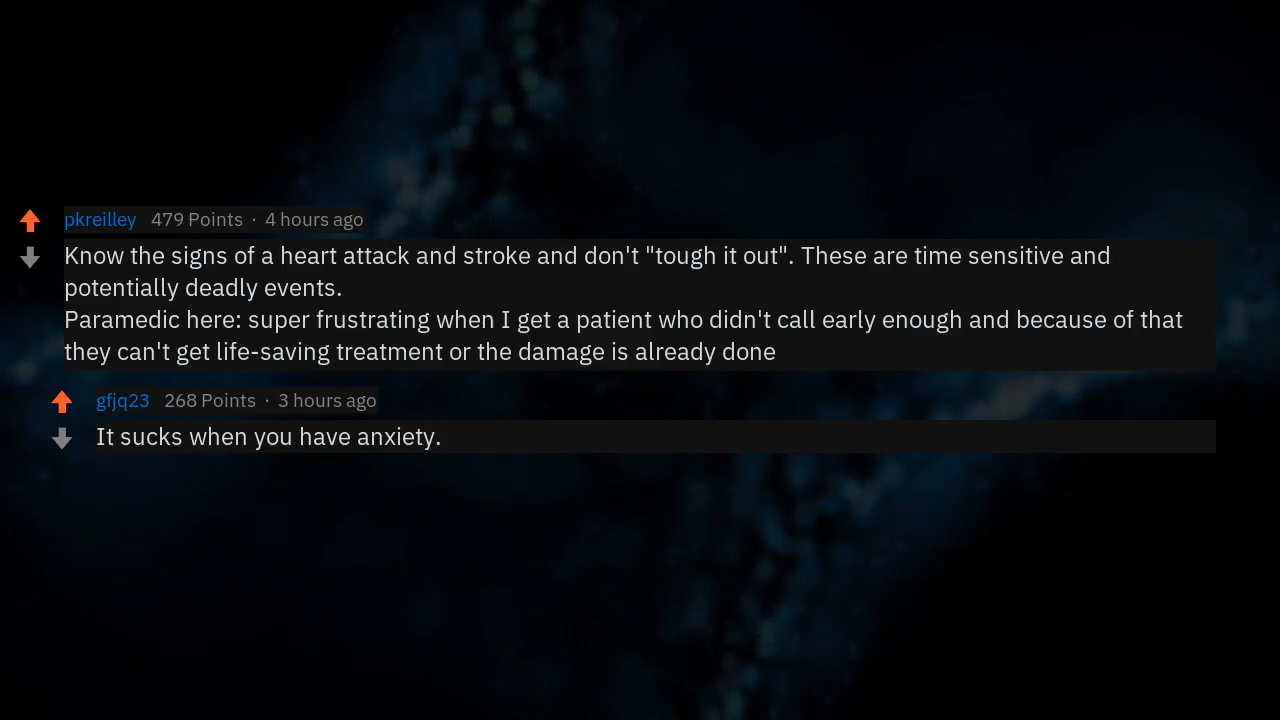 pkreilley 479 Points · 4 hours ago
Know the signs of a heart attack and stroke and don't "tough it out". These are time sensitive and
potentially deadly events.
Paramedic here: super frustrating when I get a patient who didn't call early enough and because of that
they can't get life-saving treatment or the damage is already done
gfjq23 268 Points · 3 hours ago
It sucks when you have anxiety.